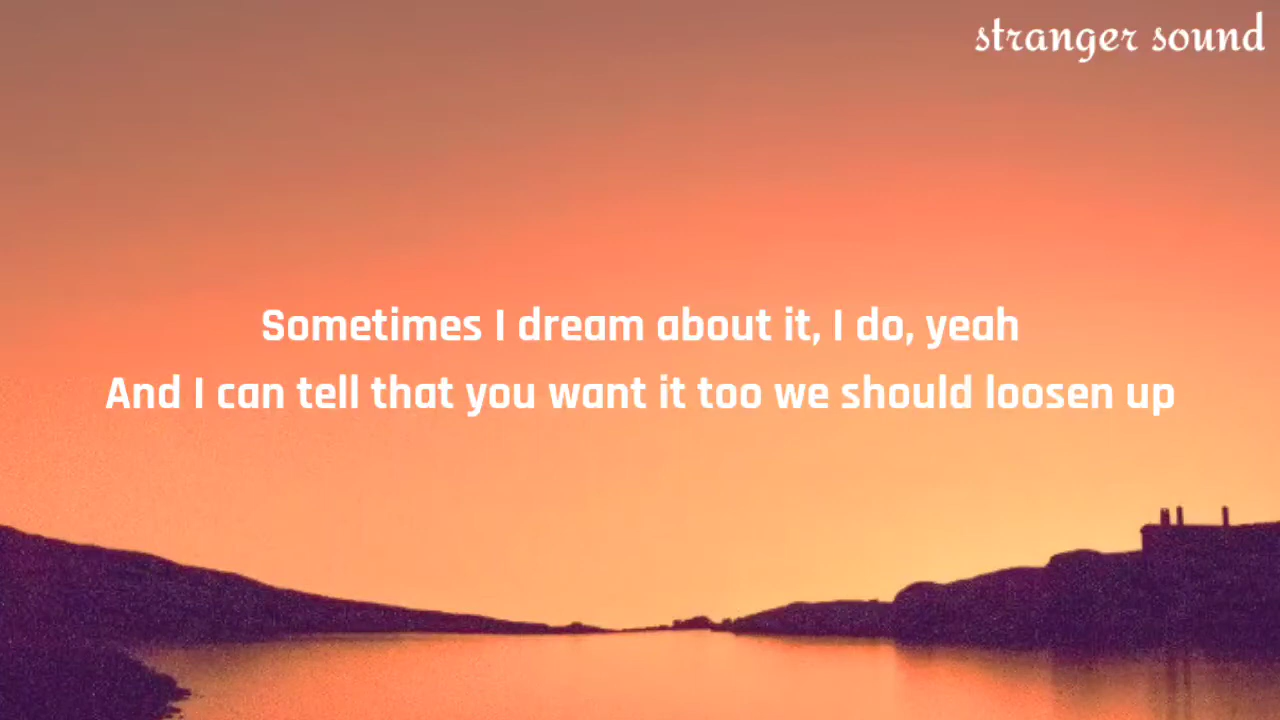 stranger sound
Sometimes I dream about it, I do, yeah
And I can tell that you want it too we should loosen up